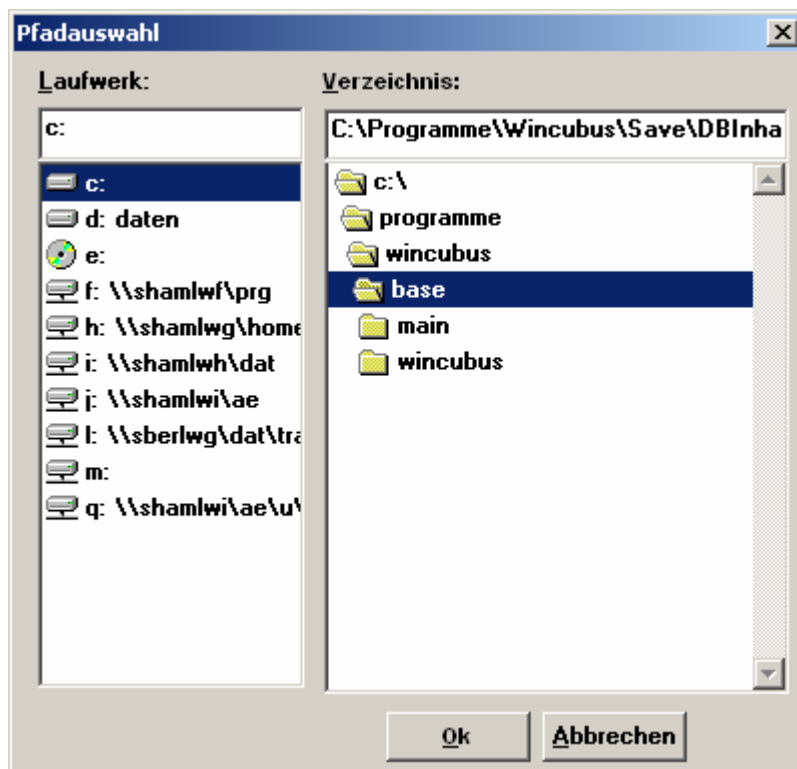 Pfadauswahl
Laufwerk:
c:
c:
d: daten
e:
f: \\shamlwf\prg
h: \\shamlwg\home
i: \\shamlwh\dat
j: \\shamlwi\ae
l: \\sberlwg\dat\tra
m:
q: \\shamlwi\ae\u\
Verzeichnis:
C:\Programme\Wincubus\Save\DBInha
c:\
programme
wincubus
base
main
wincubus
Ok
Abbrechen